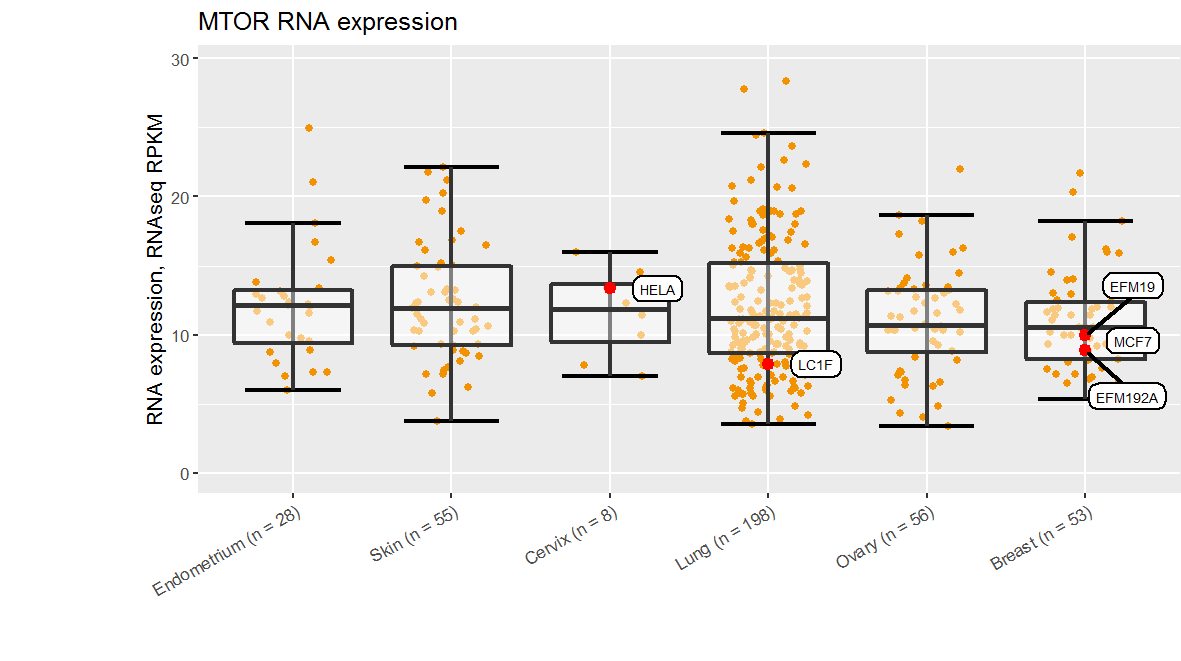 MTOR RNA expression
RNA expression, RNAseq RPKM
30
20
10
0
HELA
LC1F
EFM19
MCF7
EFM192A
Endometrium (n = 28)
Skin (n = 55)
Cervix (n = 8)
Lung (n = 198)
Ovary (n = 56)
Breast (n = 53)